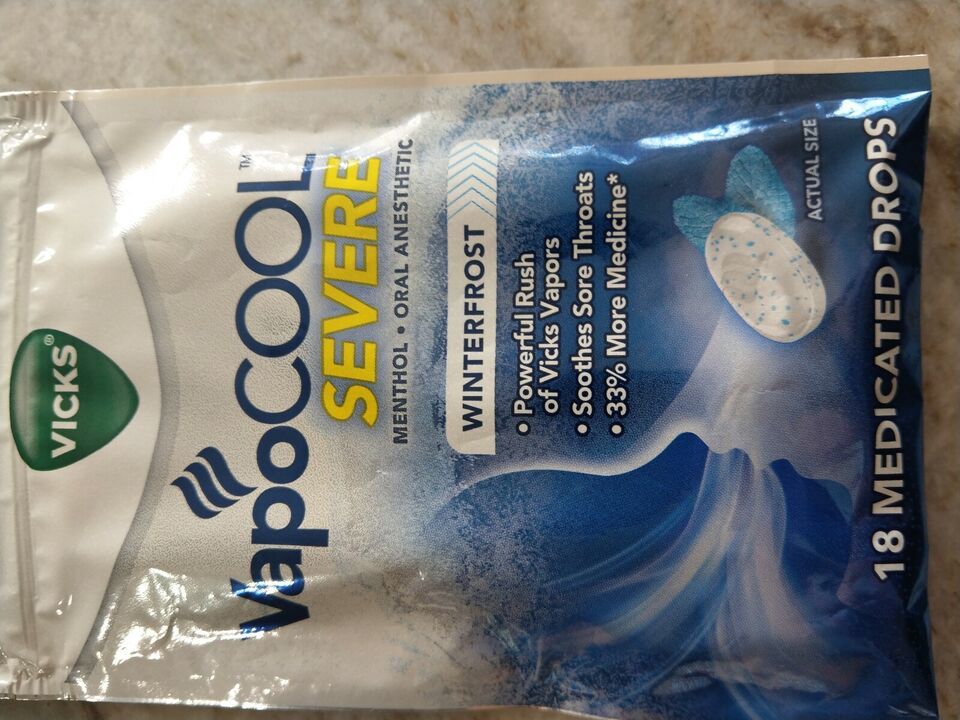 VICKS®
VapoCOOL™
SEVERE
MENTHOL • ORAL ANESTHETIC
WINTERFROST
• Powerful Rush
of Vicks Vapors
• Soothes Sore Throats
• 33% More Medicine*
ACTUAL SIZE
18 MEDICATED DROPS